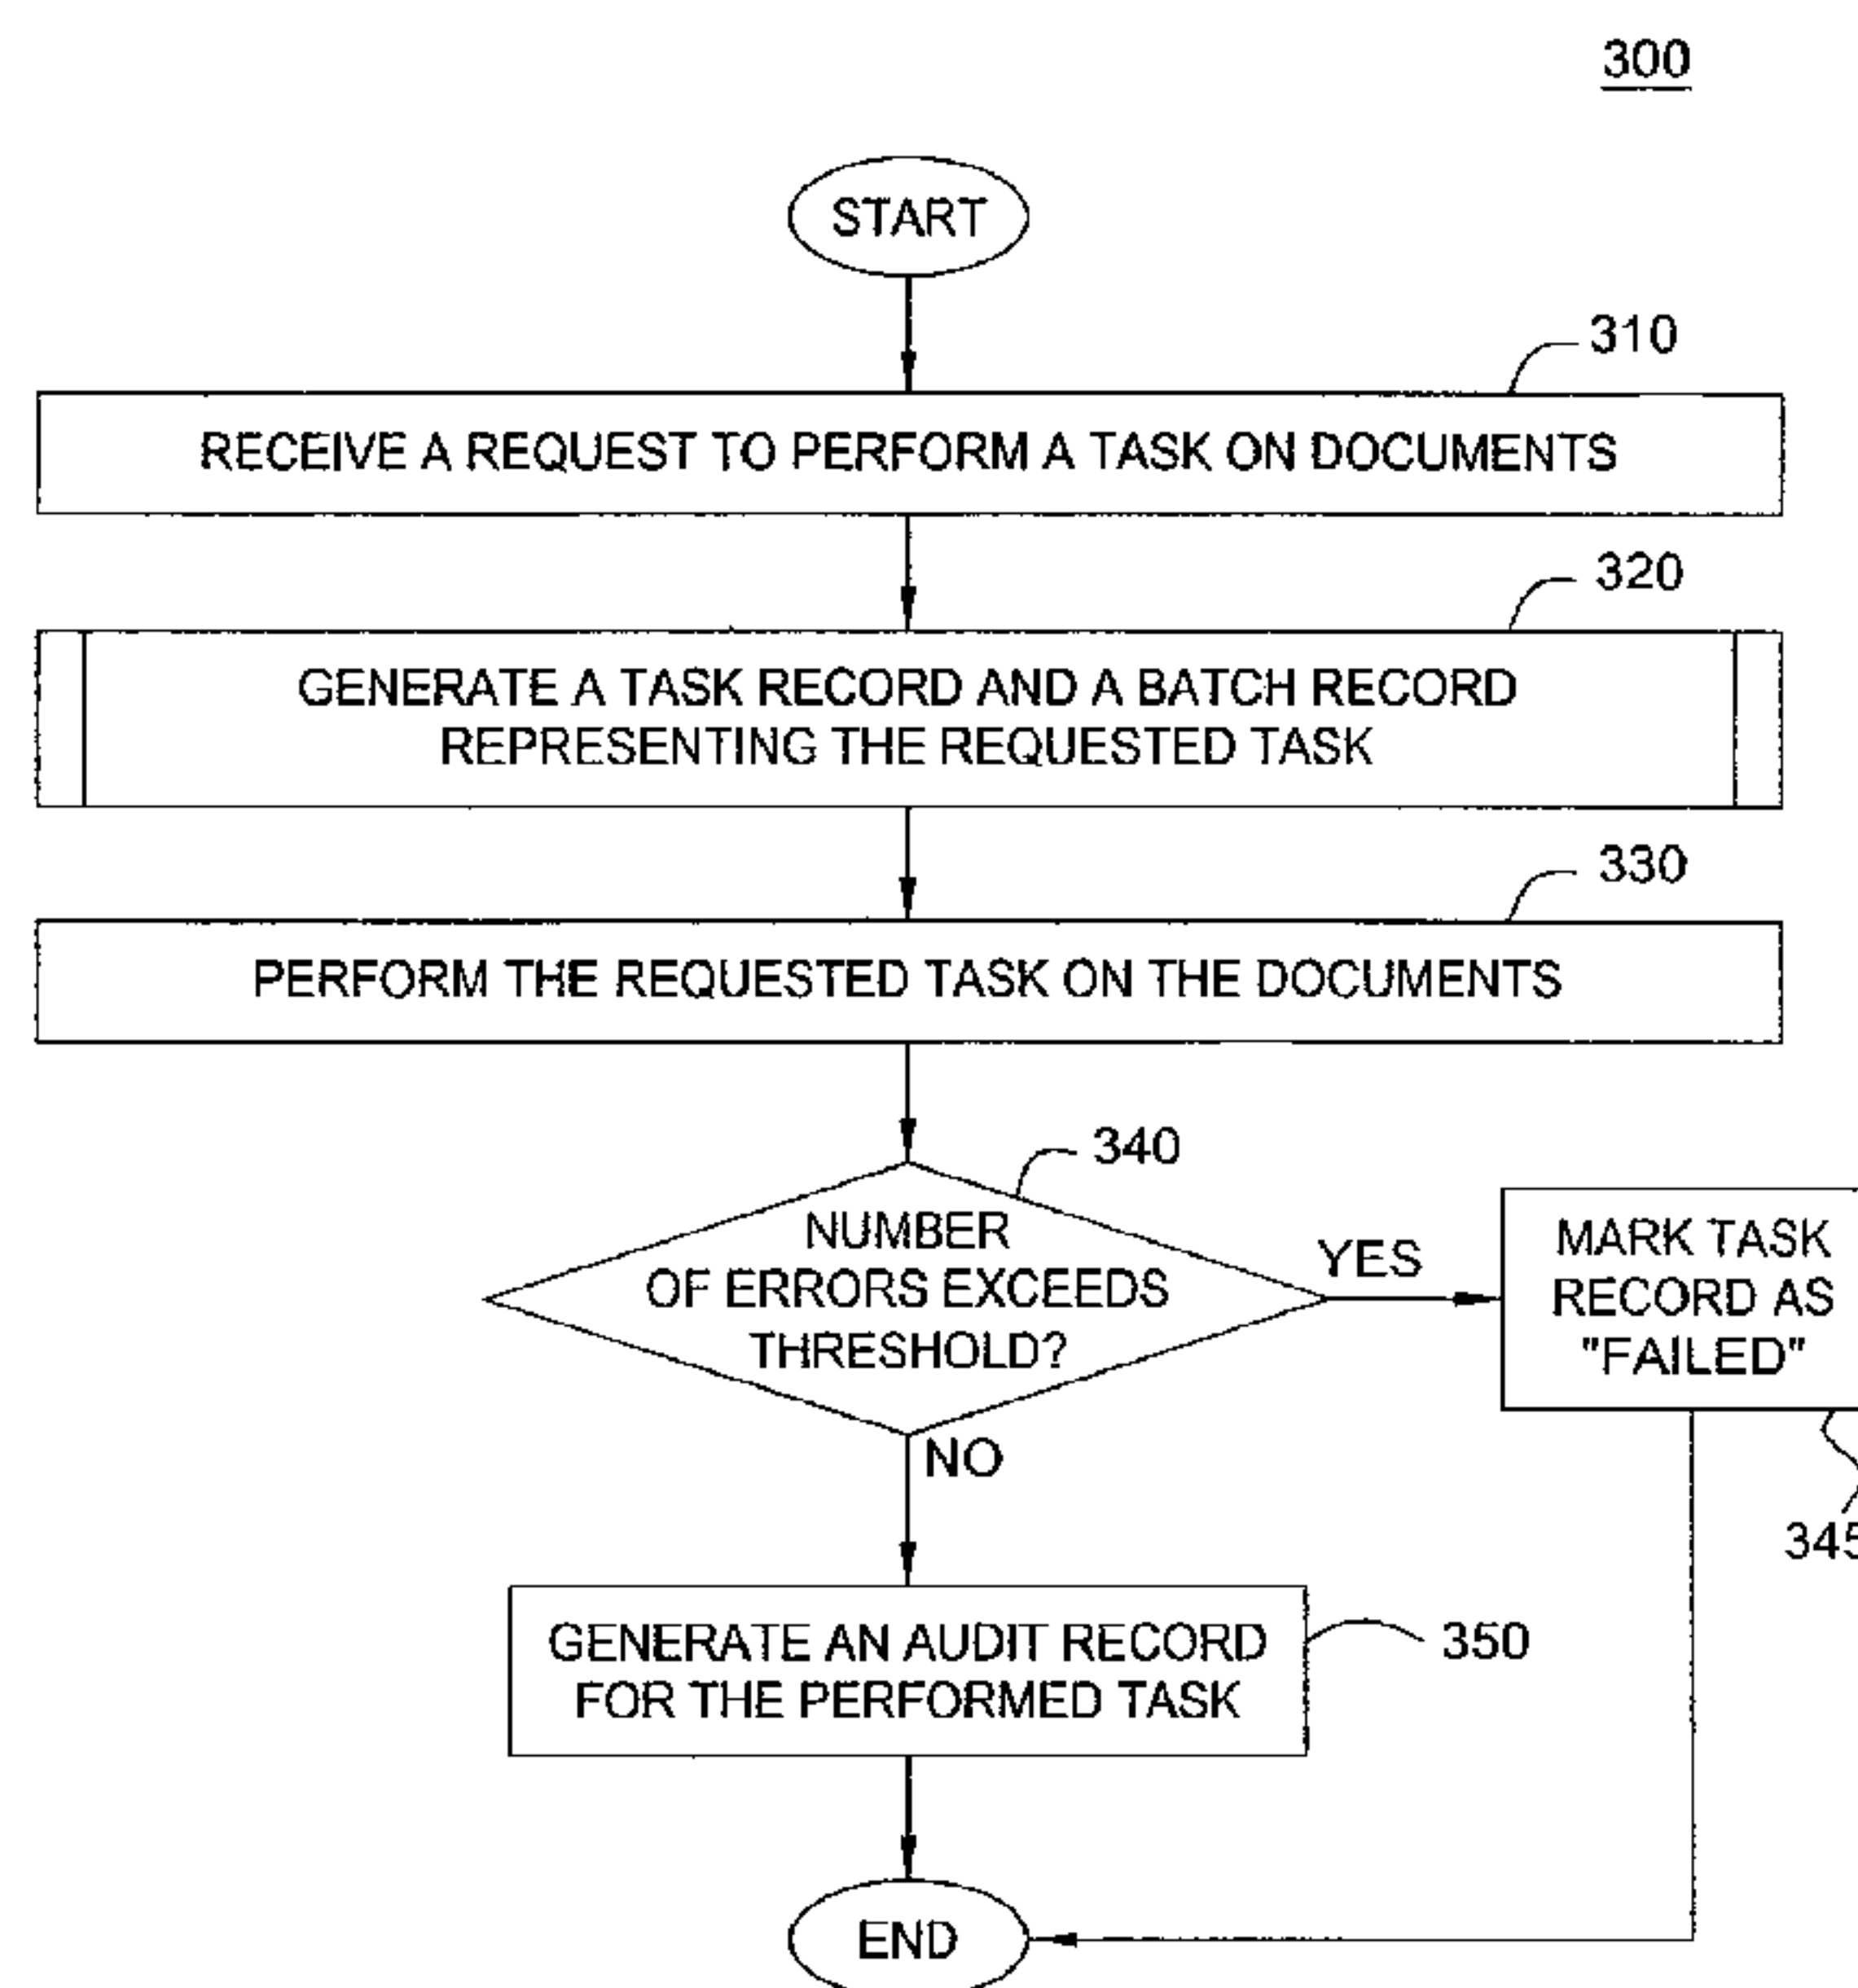 300
START
310
RECEIVE A REQUEST TO PERFORM A TASK ON DOCUMENTS
320
GENERATE A TASK RECORD AND A BATCH RECORD
REPRESENTING THE REQUESTED TASK
330
PERFORM THE REQUESTED TASK ON THE DOCUMENTS
340
NUMBER
OF ERRORS EXCEEDS
THRESHOLD?
YES
MARK TASK
RECORD AS
"FAILED"
345
NO
GENERATE AN AUDIT RECORD
FOR THE PERFORMED TASK
350
END